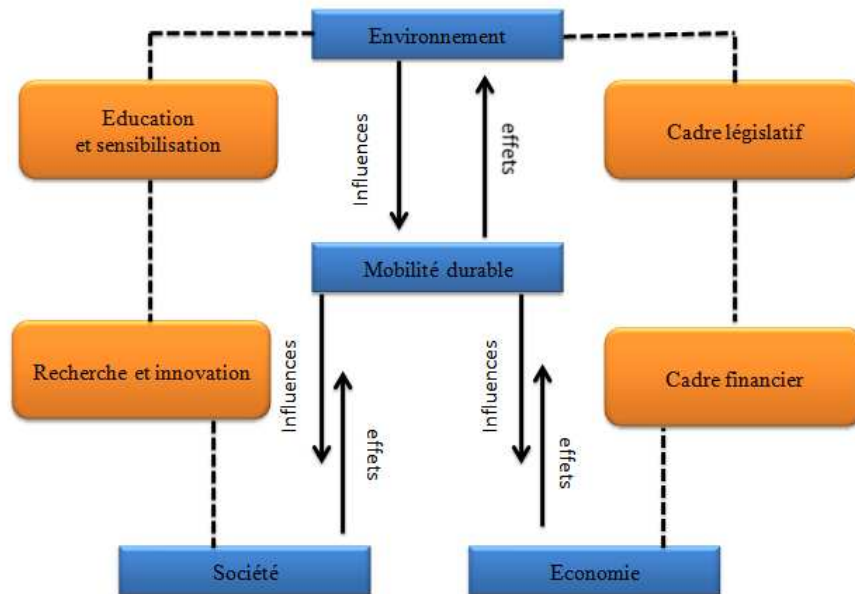 Environnement
Education
et sensibilisation
Influences
effets
Cadre législatif
Mobilité durable
Recherche et innovation
Influences
effets
Influences
effets
Cadre financier
Société
Economie